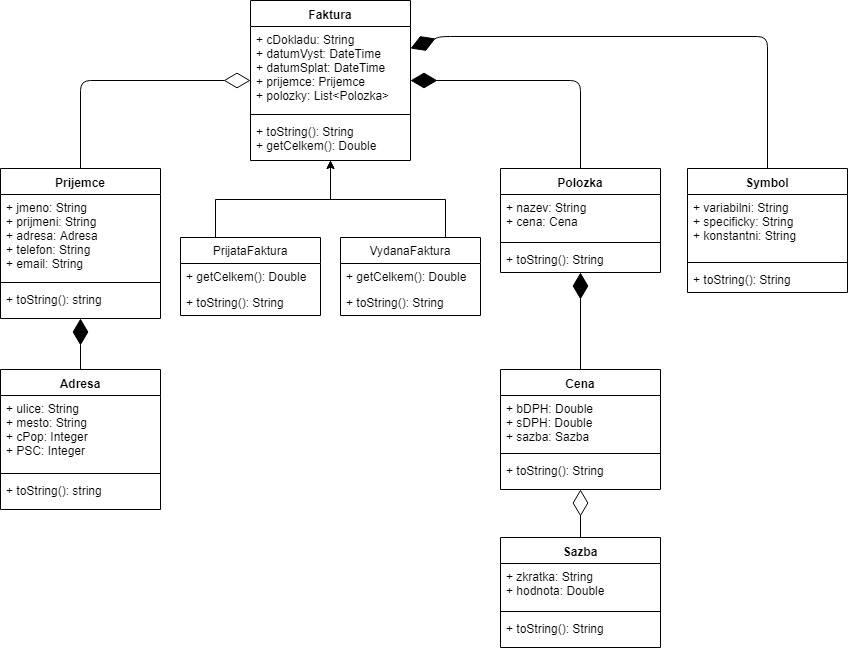 Faktura
+ cDokladu: String
+ datumVyst: DateTime
+ datumSplat: DateTime
+ prijemce: Prijemce
+ polozky: List<Polozka>
+ toString(): String
+ getCelkem(): Double
Prijemce
+ jmeno: String
+ prijmeni: String
+ adresa: Adresa
+ telefon: String
+ email: String
+ toString(): string
PrijataFaktura
+ getCelkem(): Double
+ toString(): String
VydanaFaktura
+ getCelkem(): Double
+ toString(): String
Polozka
+ nazev: String
+ cena: Cena
+ toString(): String
Symbol
+ variabilni: String
+ specificky: String
+ konstantni: String
+ toString(): String
Adresa
+ ulice: String
+ mesto: String
+ cPop: Integer
+ PSC: Integer
+ toString(): string
Cena
+ bDPH: Double
+ sDPH: Double
+ sazba: Sazba
+ toString(): String
Sazba
+ zkratka: String
+ hodnota: Double
+ toString(): String